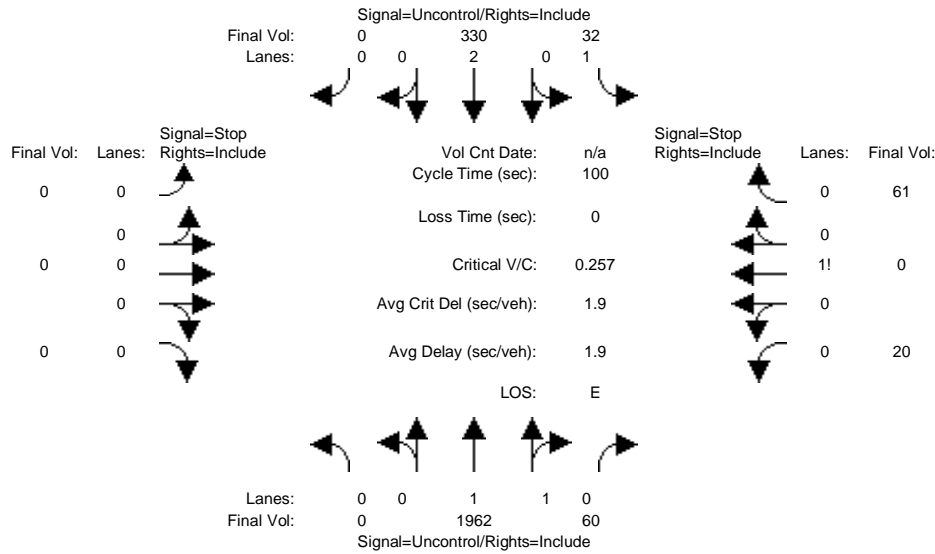 Signal=Uncontrol/Rights=Include
Final Vol: 0 330 32
Lanes: 0 0 2 0 1
Signal=Stop Signal=Stop
Final Vol: Lanes: Rights=Include Vol Cnt Date: n/a Rights=Include Lanes: Final Vol:
Cycle Time (sec): 100
0 0 0 61
Loss Time (sec): 0
0 0
0 0 Critical V/C: 0.257 1! 0
0 Avg Crit Del (sec/veh): 1.9 0
0 0 Avg Delay (sec/veh): 1.9 0 20
LOS: E
Lanes: 0 0 1 1 0
Final Vol: 0 1962 60
Signal=Uncontrol/Rights=Include